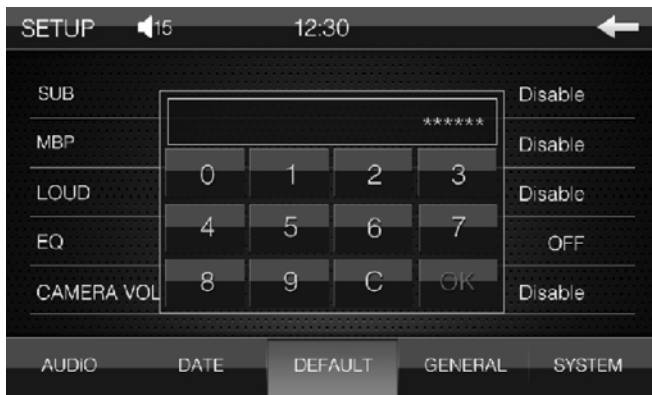 SETUP 15 12:30
SUB Disable
******
MBP Disable
0 1 2 3
LOUD Disable
4 5 6 7
EQ OFF
8 9 C OK
CAMERA VOL Disable
AUDIO DATE DEFAULT GENERAL SYSTEM